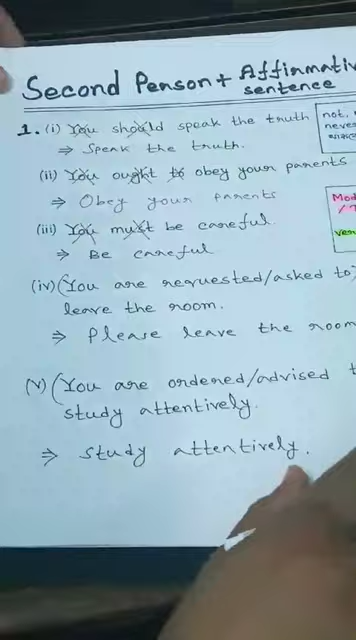 Second Person + Affirmative
sentence
1. (i) You should speak the truth
⇒ Speak the truth.
(ii) You ought to obey your parents
⇒ Obey your parents
(iii) You must be careful.
⇒ Be careful
(iv) (You are requested/asked to)
leave the room.
⇒ Please leave the room
(v) (You are ordered/advised
study attentively.
⇒ study attentively.
not,
never